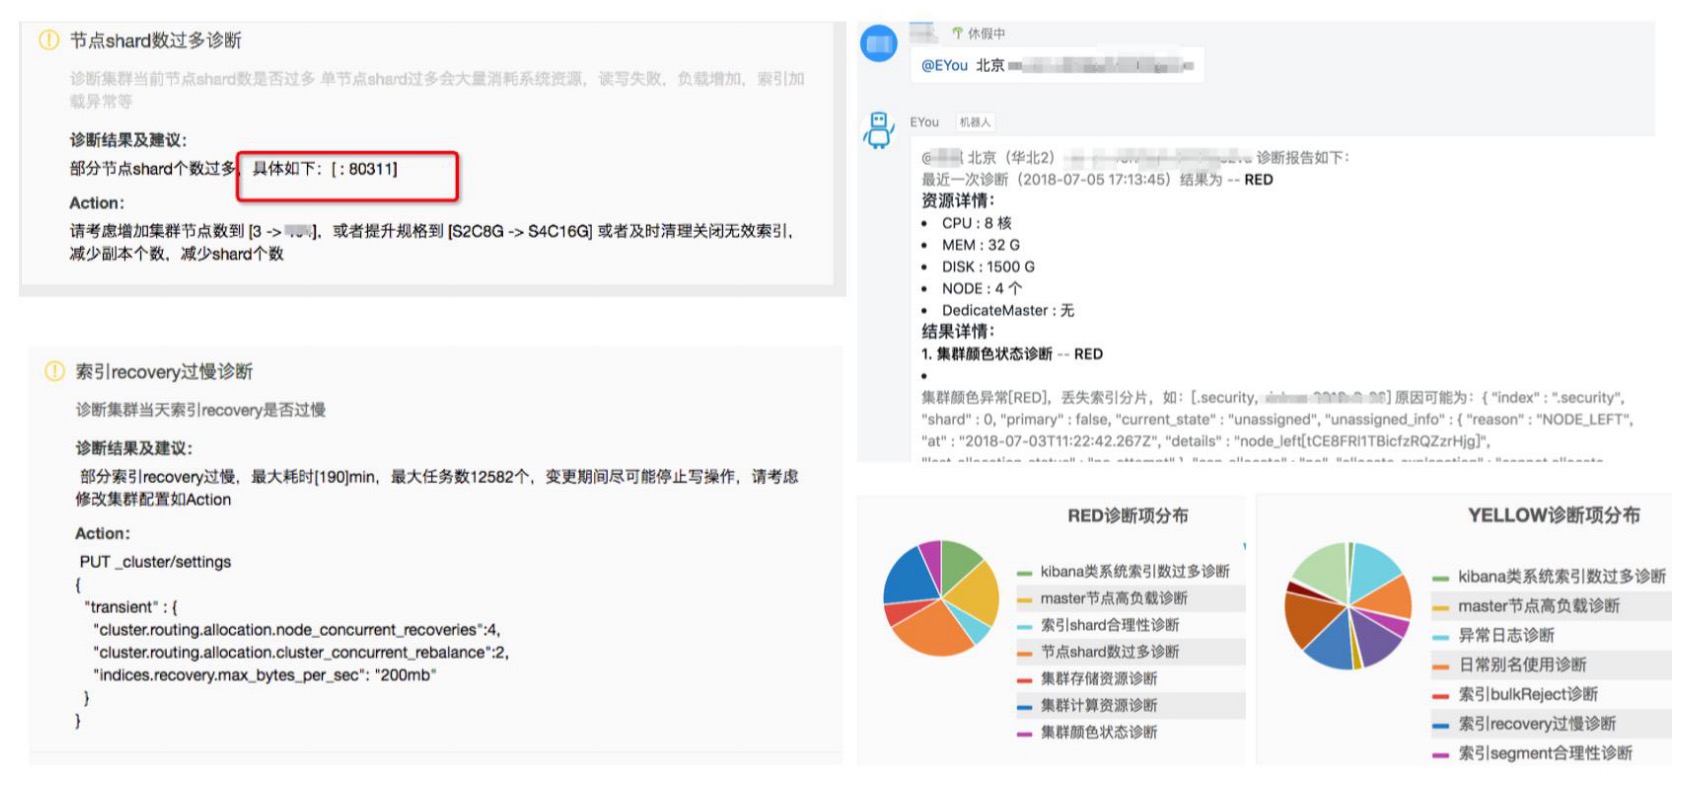 节点shard数过多诊断
诊断集群当前节点shard数是否过多 单节点shard过多会大量消耗系统资源，读写失败，负载增加，索引加
载异常等
诊断结果及建议：
部分节点shard个数过多，具体如下：[ : 80311]
Action：
请考虑增加集群节点数到 [3 -> ]，或者提升规格到 [S2C8G -> S4C16G] 或者及时清理关闭无效索引，
减少副本个数，减少shard个数
索引recovery过慢诊断
诊断集群当天索引recovery是否过慢
诊断结果及建议：
部分索引recovery过慢，最大耗时[190]min，最大任务数12582个，变更期间尽可能停止写操作，请考虑
修改集群配置如Action
Action：
PUT _cluster/settings
{
"transient" : {
"cluster.routing.allocation.node_concurrent_recoveries":4,
"cluster.routing.allocation.cluster_concurrent_rebalance":2,
"indices.recovery.max_bytes_per_sec": "200mb"
}
}
休假中
@EYou 北京
EYou 机器人
@ 北京（华北2） 诊断报告如下：
最近一次诊断（2018-07-05 17:13:45）结果为 -- RED
资源详情：
• CPU : 8 核
• MEM : 32 G
• DISK : 1500 G
• NODE : 4 个
• DedicateMaster : 无
结果详情：
1. 集群颜色状态诊断 -- RED
•
集群颜色异常[RED]，丢失索引分片，如：[.security, ] 原因可能为：{ "index" : ".security",
"shard" : 0, "primary" : false, "current_state" : "unassigned", "unassigned_info" : { "reason" : "NODE_LEFT",
"at" : "2018-07-03T11:22:42.267Z", "details" : "node_left[tCE8FRl1TBicfzRQZzrHjg]",
RED诊断项分布
kibana类系统索引数过多诊断
master节点高负载诊断
索引shard合理性诊断
节点shard数过多诊断
集群存储资源诊断
集群计算资源诊断
集群颜色状态诊断
YELLOW诊断项分布
kibana类系统索引数过多诊断
master节点高负载诊断
异常日志诊断
日常别名使用诊断
索引bulkReject诊断
索引recovery过慢诊断
索引segment合理性诊断